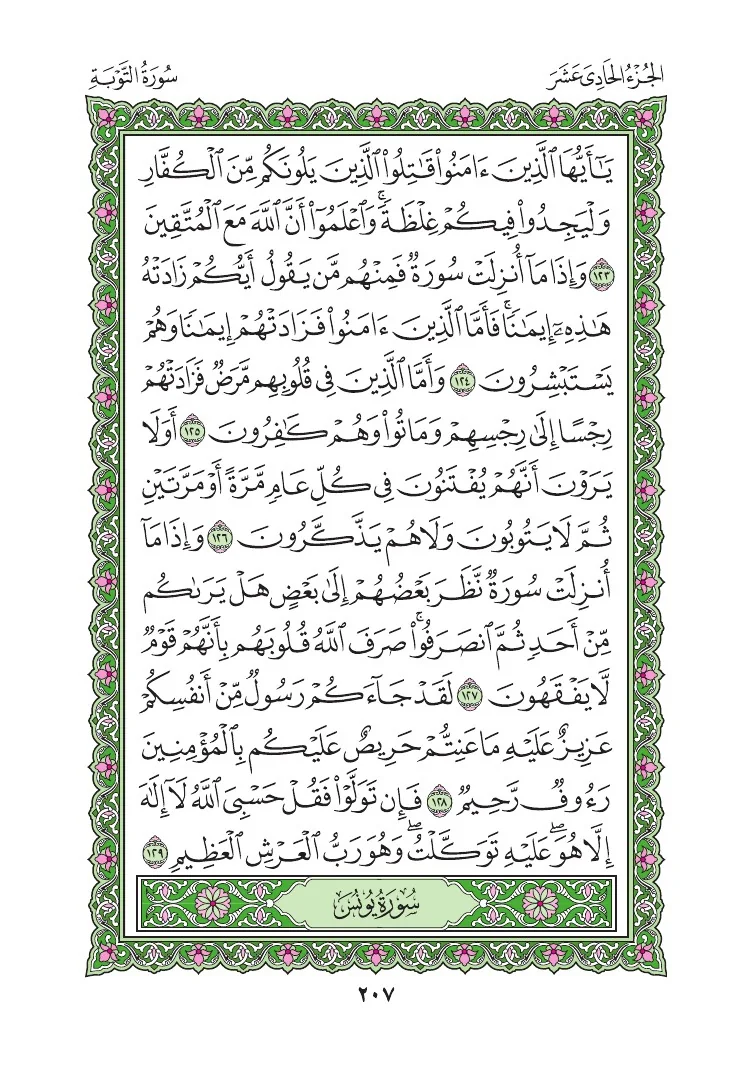 الجُزْءُ الحَادِيَ عَشَرَ
سُورَةُ التَّوْبَةِ
يَٰٓأَيُّهَا ٱلَّذِينَ ءَامَنُواْ قَٰتِلُواْ ٱلَّذِينَ يَلُونَكُم مِّنَ ٱلْكُفَّارِ
وَلْيَجِدُواْ فِيكُمْ غِلْظَةً ۚ وَٱعْلَمُوٓاْ أَنَّ ٱللَّهَ مَعَ ٱلْمُتَّقِينَ
١٢٣ وَإِذَا مَآ أُنزِلَتْ سُورَةٌ فَمِنْهُم مَّن يَقُولُ أَيُّكُمْ زَادَتْهُ
هَٰذِهِۦٓ إِيمَٰنًا ۚ فَأَمَّا ٱلَّذِينَ ءَامَنُواْ فَزَادَتْهُمْ إِيمَٰنًا وَهُمْ
يَسْتَبْشِرُونَ ١٢٤ وَأَمَّا ٱلَّذِينَ فِى قُلُوبِهِم مَّرَضٌ فَزَادَتْهُمْ
رِجْسًا إِلَىٰ رِجْسِهِمْ وَمَاتُواْ وَهُمْ كَٰفِرُونَ ١٢٥ أَوَلَا
يَرَوْنَ أَنَّهُمْ يُفْتَنُونَ فِى كُلِّ عَامٍ مَّرَّةً أَوْ مَرَّتَيْنِ
ثُمَّ لَا يَتُوبُونَ وَلَا هُمْ يَذَّكَّرُونَ ١٢٦ وَإِذَا مَآ
أُنزِلَتْ سُورَةٌ نَّظَرَ بَعْضُهُمْ إِلَىٰ بَعْضٍ هَلْ يَرَىٰكُم
مِّنْ أَحَدٍ ثُمَّ ٱنصَرَفُواْ ۚ صَرَفَ ٱللَّهُ قُلُوبَهُم بِأَنَّهُمْ قَوْمٌ
لَّا يَفْقَهُونَ ١٢٧ لَقَدْ جَآءَكُمْ رَسُولٌ مِّنْ أَنفُسِكُمْ
عَزِيزٌ عَلَيْهِ مَا عَنِتُّمْ حَرِيصٌ عَلَيْكُم بِٱلْمُؤْمِنِينَ
رَءُوفٌ رَّحِيمٌ ١٢٨ فَإِن تَوَلَّوْاْ فَقُلْ حَسْبِىَ ٱللَّهُ لَآ إِلَٰهَ
إِلَّا هُوَ ۖ عَلَيْهِ تَوَكَّلْتُ ۖ وَهُوَ رَبُّ ٱلْعَرْشِ ٱلْعَظِيمِ ١٢٩
سُورَةُ يُونُسَ
٢٠٧